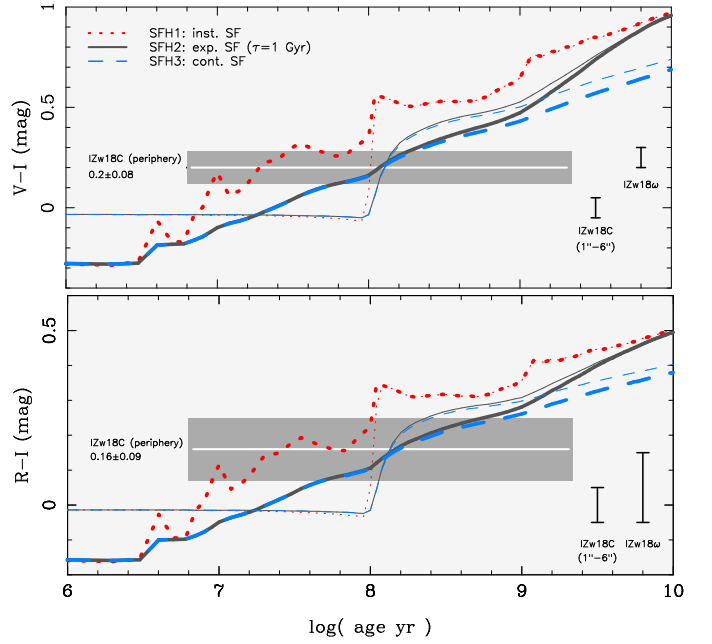 SFH1: inst. SF
SFH2: exp. SF (τ=1 Gyr)
SFH3: cont. SF
1
0.5
0
V-I (mag)
IZw18C (periphery)
0.2±0.08
IZw18ω
IZw18C
(1"-6")
0.5
0
R-I (mag)
IZw18C (periphery)
0.16±0.09
IZw18C
(1"-6")
IZw18ω
6 7 8 9 10
log( age yr )